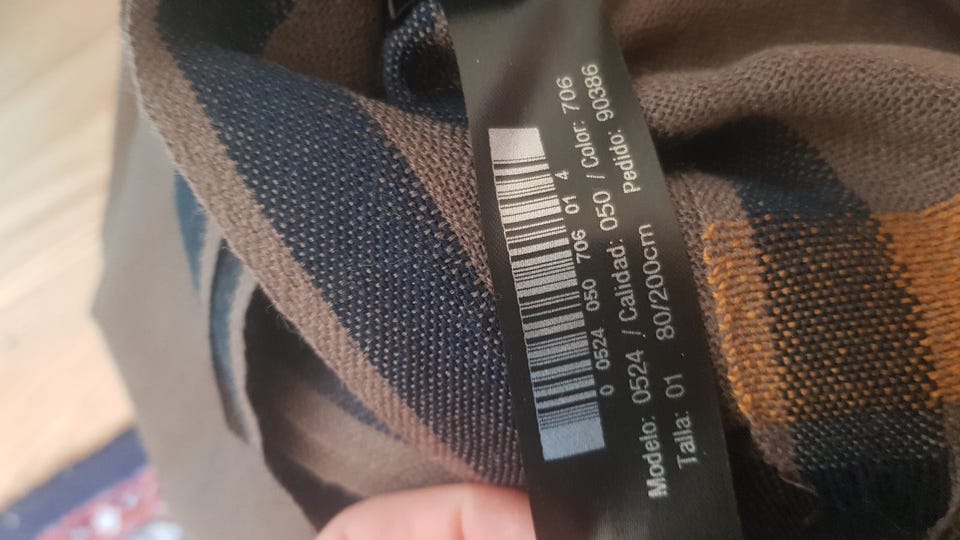 0 0524 050 706 01 4
Modelo: 0524 / Calidad: 050 / Color: 706
Talla: 01 80/200cm Pedido: 90386